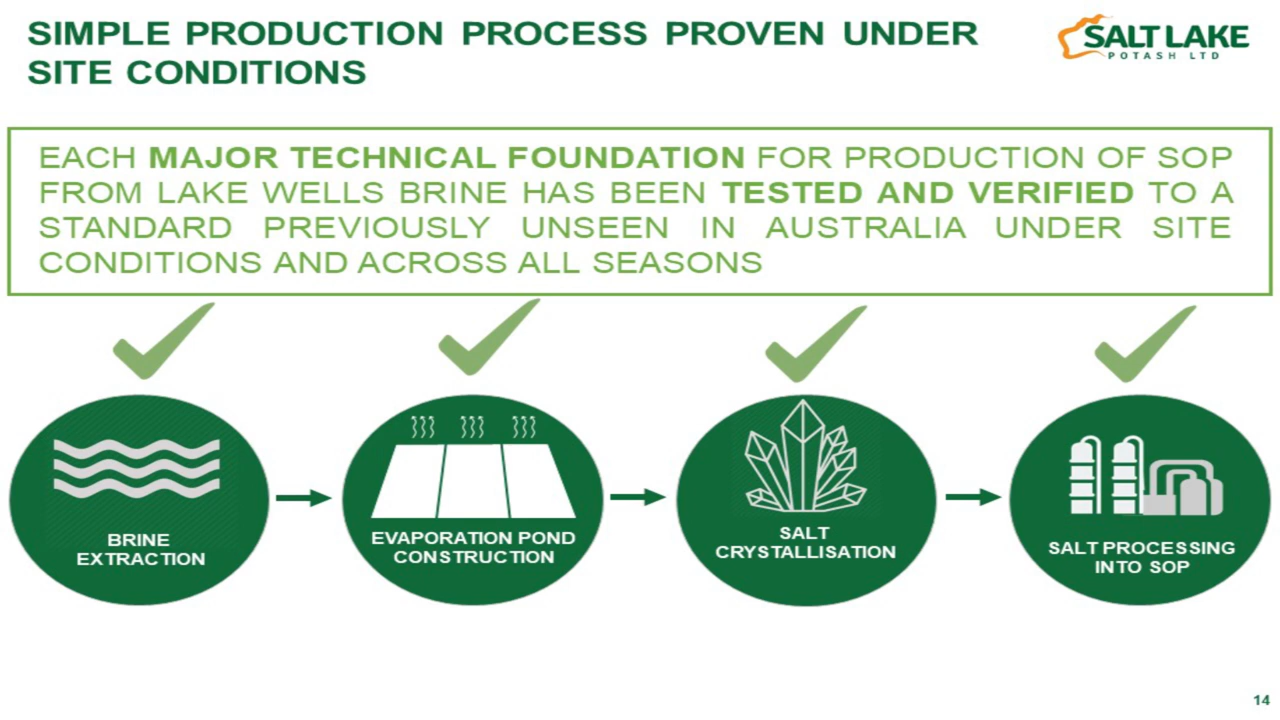 SIMPLE PRODUCTION PROCESS PROVEN UNDER
SITE CONDITIONS
SALT LAKE
POTASH LTD
EACH MAJOR TECHNICAL FOUNDATION FOR PRODUCTION OF SOP
FROM LAKE WELLS BRINE HAS BEEN TESTED AND VERIFIED TO A
STANDARD PREVIOUSLY UNSEEN IN AUSTRALIA UNDER SITE
CONDITIONS AND ACROSS ALL SEASONS
BRINE
EXTRACTION
EVAPORATION POND
CONSTRUCTION
SALT
CRYSTALLISATION
SALT PROCESSING
INTO SOP
14